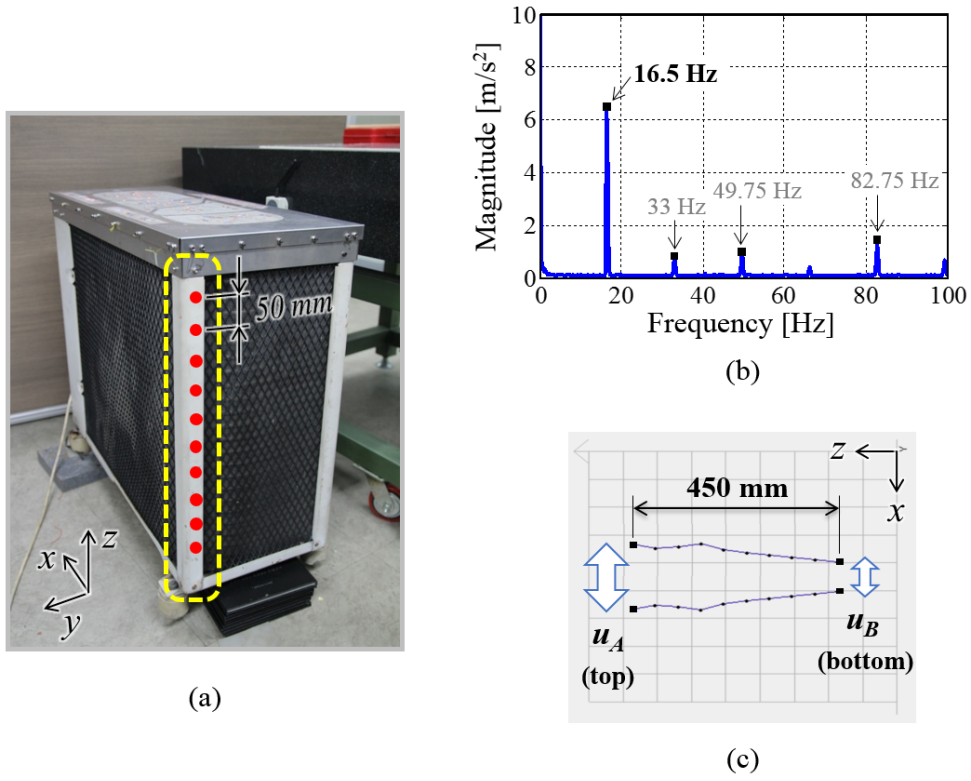 50 mm
z
x
y
(a)
10
8
6
4
2
0
Magnitude [m/s²]
16.5 Hz
33 Hz
49.75 Hz
82.75 Hz
0 20 40 60 80 100
Frequency [Hz]
(b)
z
x
450 mm
u_A
(top)
u_B
(bottom)
(c)